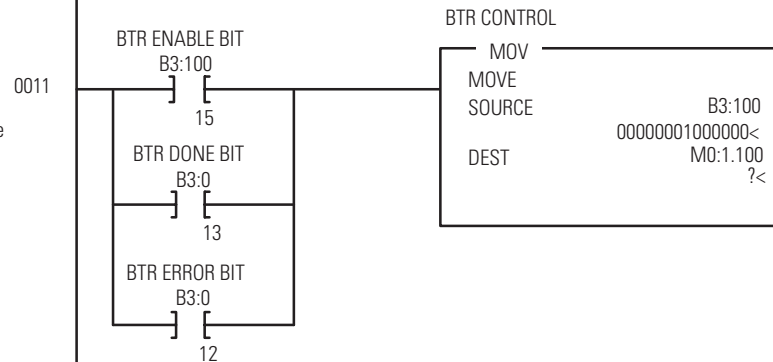 BTR CONTROL
BTR ENABLE BIT
B3:100
15
0011
e
BTR DONE BIT
B3:0
13
BTR ERROR BIT
B3:0
12
MOV
MOVE
SOURCE B3:100
00000001000000<
DEST M0:1.100
?<